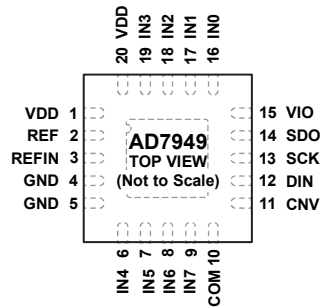 20 VDD
19 IN3
18 IN2
17 IN1
16 IN0
VDD 1
REF 2
REFIN 3
GND 4
GND 5
AD7949
TOP VIEW
(Not to Scale)
15 VIO
14 SDO
13 SCK
12 DIN
11 CNV
IN4 6
IN5 7
IN6 8
IN7 9
COM 10